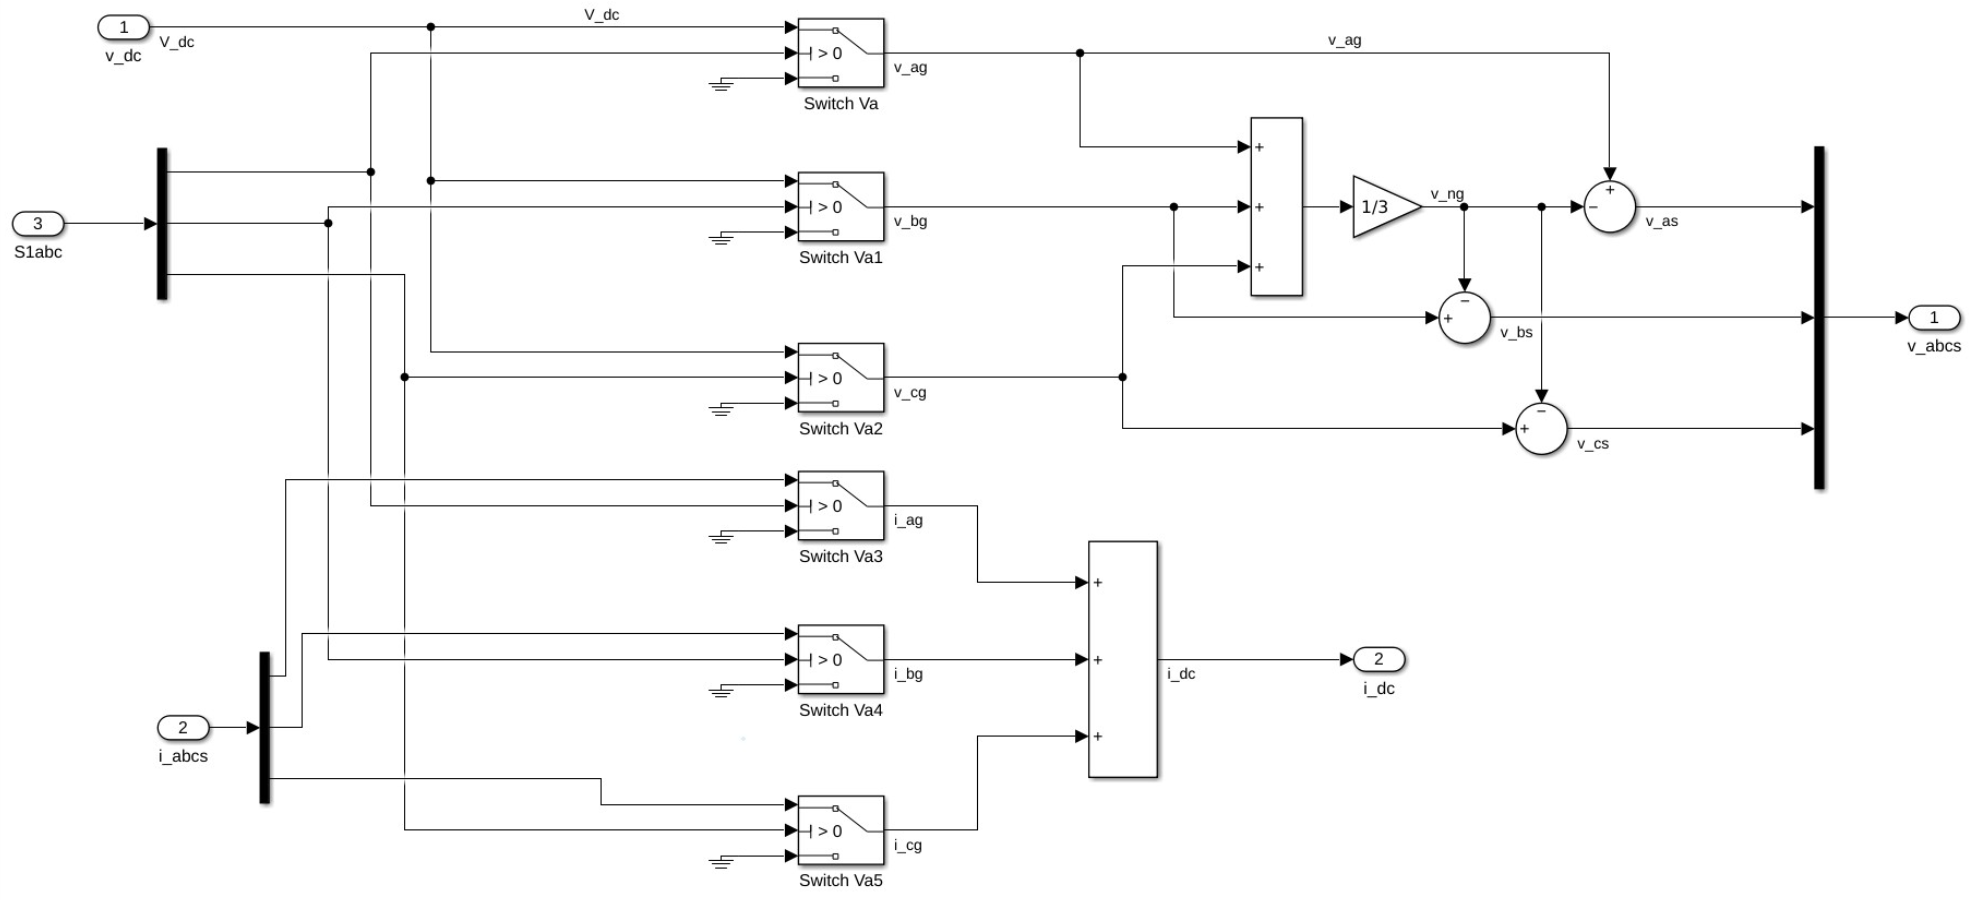 V_dc
1
V_dc
v_dc
> 0
v_ag
Switch Va
v_ag
3
S1abc
> 0
v_bg
Switch Va1
+
+
+
1/3
v_ng
+
−
v_as
−
+
v_bs
> 0
v_cg
Switch Va2
−
+
v_cs
1
v_abcs
> 0
i_ag
Switch Va3
> 0
i_bg
Switch Va4
+
+
+
i_dc
2
i_dc
2
i_abcs
> 0
i_cg
Switch Va5